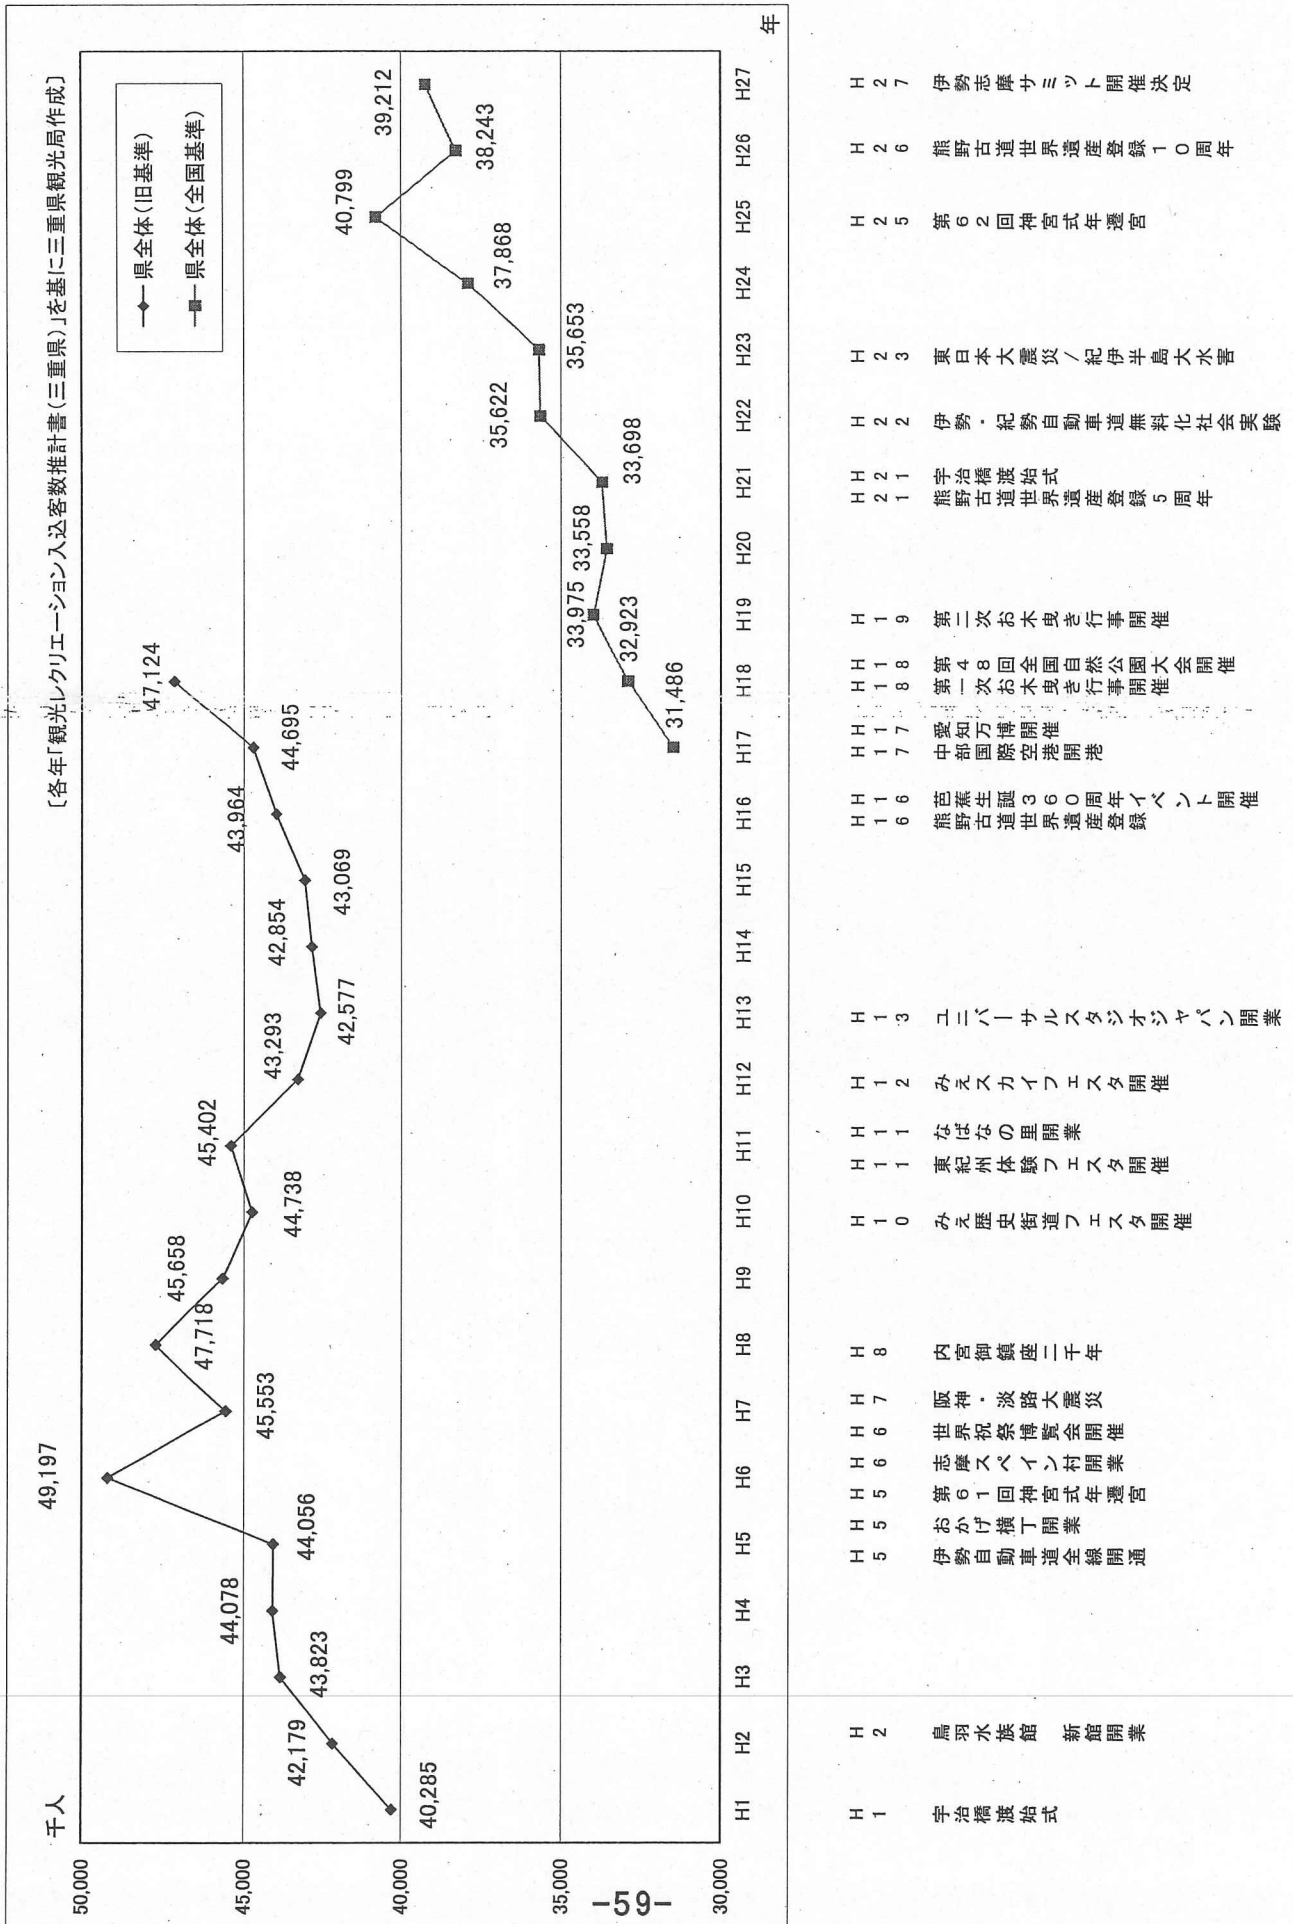 [各年「観光レクリエーション入込客数推計書(三重県)」を基に三重県観光局作成]
千人
県全体(旧基準)
県全体(全国基準)
50,000
45,000
40,000
35,000
30,000
40,285
42,179
43,823
44,078
44,056
49,197
45,553
47,718
45,658
44,738
45,402
43,293
42,577
42,854
43,069
43,964
44,695
47,124
31,486
32,923
33,975
33,558
33,698
35,622
35,653
37,868
40,799
38,243
39,212
H1
H2
H3
H4
H5
H6
H7
H8
H9
H10
H11
H12
H13
H14
H15
H16
H17
H18
H19
H20
H21
H22
H23
H24
H25
H26
H27
年
H1 宇治橋渡始式
H2 鳥羽水族館 新館開業
H5 伊勢自動車道全線開通
H5 おかげ横丁開業
H5 第61回神宮式年遷宮
H6 志摩スペイン村開業
H6 世界祝祭博覧会開催
H7 阪神・淡路大震災
H8 内宮御鎮座二千年
H10 みえ歴史街道フェスタ開催
H11 東紀州体験フェスタ開催
H11 なばなの里開業
H12 みえスカイフェスタ開催
H13 ユニバーサルスタジオジャパン開業
H16 熊野古道世界遺産登録
H16 芭蕉生誕360周年イベント開催
H17 中部国際空港開港
H17 愛知万博開催
H18 第一次お木曳き行事開催
H18 第48回全国自然公園大会開催
H19 第二次お木曳き行事開催
H21 熊野古道世界遺産登録5周年
H21 宇治橋渡始式
H22 伊勢・紀勢自動車道無料化社会実験
H23 東日本大震災/紀伊半島大水害
H25 第62回神宮式年遷宮
H26 熊野古道世界遺産登録10周年
H27 伊勢志摩サミット開催決定
-59-